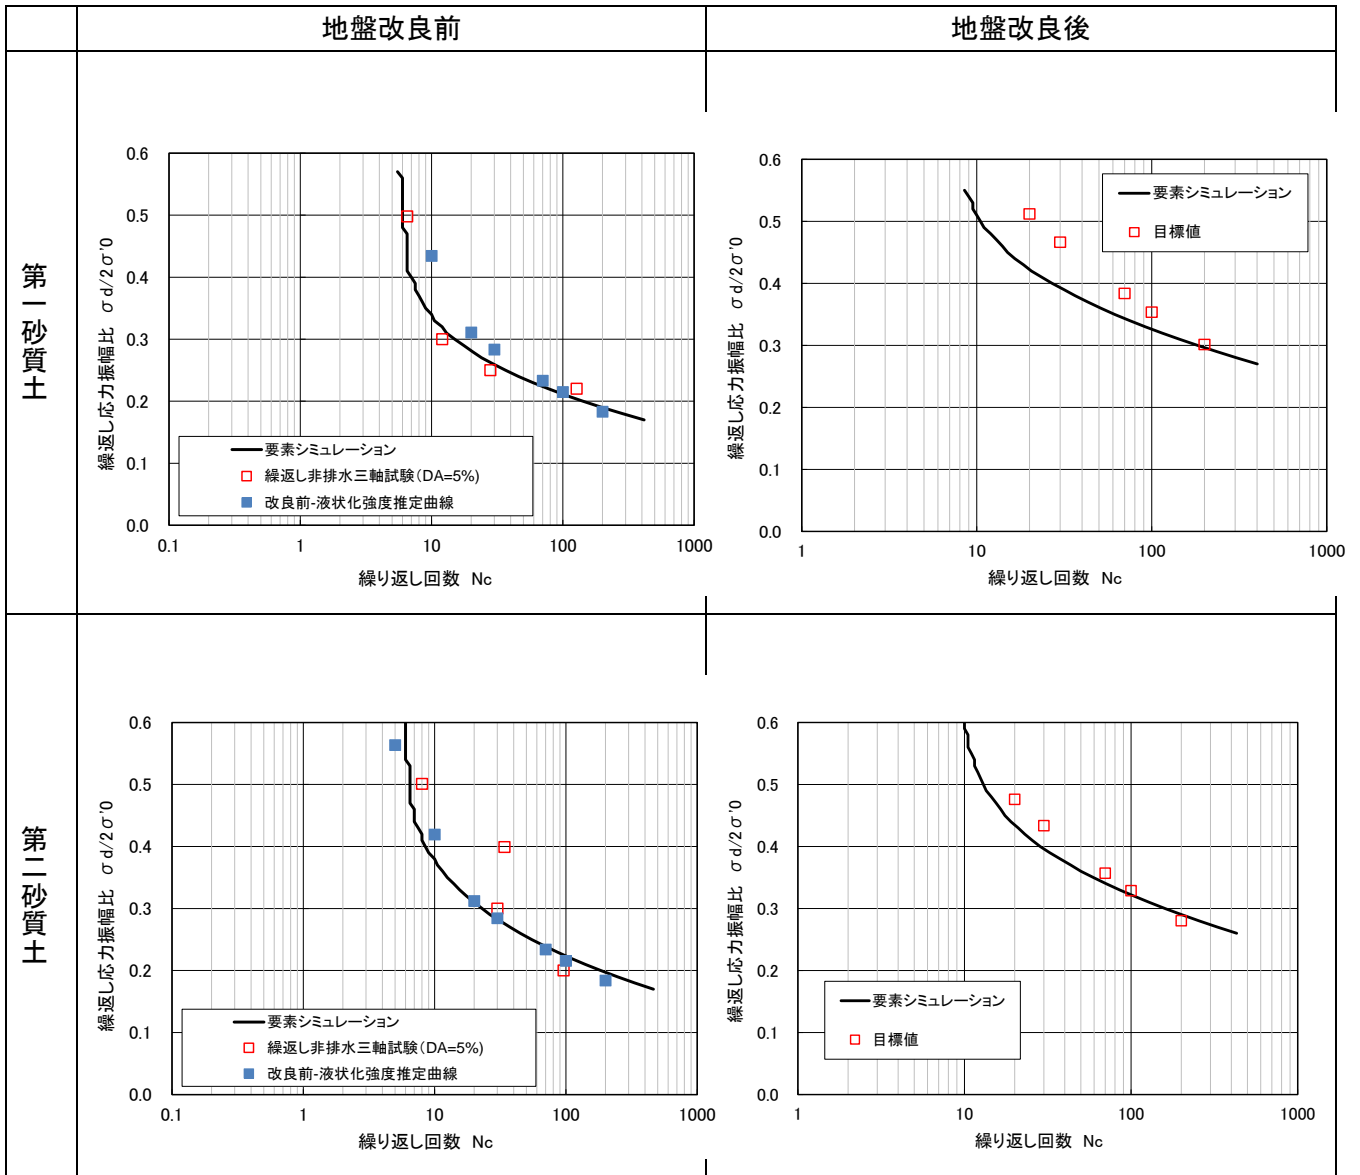 地盤改良前
地盤改良後
第一砂質土
繰返し応力振幅比 σd/2σ'0
0.6
0.5
0.4
0.3
0.2
0.1
0.0
要素シミュレーション
繰返し非排水三軸試験(DA=5%)
改良前-液状化強度推定曲線
0.1
1
10
100
1000
繰り返し回数 Nc
繰返し応力振幅比 σd/2σ'0
0.6
0.5
0.4
0.3
0.2
0.1
0.0
要素シミュレーション
目標値
1
10
100
1000
繰り返し回数 Nc
第二砂質土
繰返し応力振幅比 σd/2σ'0
0.6
0.5
0.4
0.3
0.2
0.1
0.0
要素シミュレーション
繰返し非排水三軸試験(DA=5%)
改良前-液状化強度推定曲線
0.1
1
10
100
1000
繰り返し回数 Nc
繰返し応力振幅比 σd/2σ'0
0.6
0.5
0.4
0.3
0.2
0.1
0.0
要素シミュレーション
目標値
1
10
100
1000
繰り返し回数 Nc